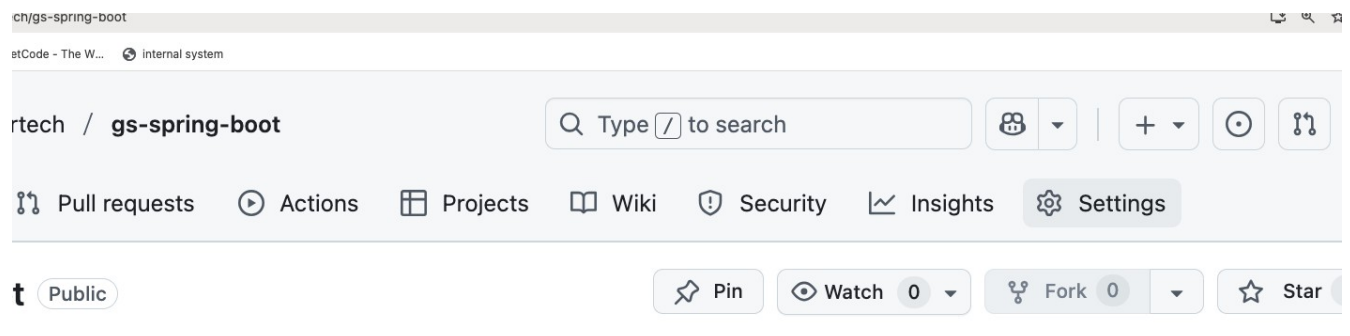 ch/gs-spring-boot
etCode - The W... internal system
rtech / gs-spring-boot Type / to search
Pull requests Actions Projects Wiki Security Insights Settings
t Public Pin Watch 0 Fork 0 Star